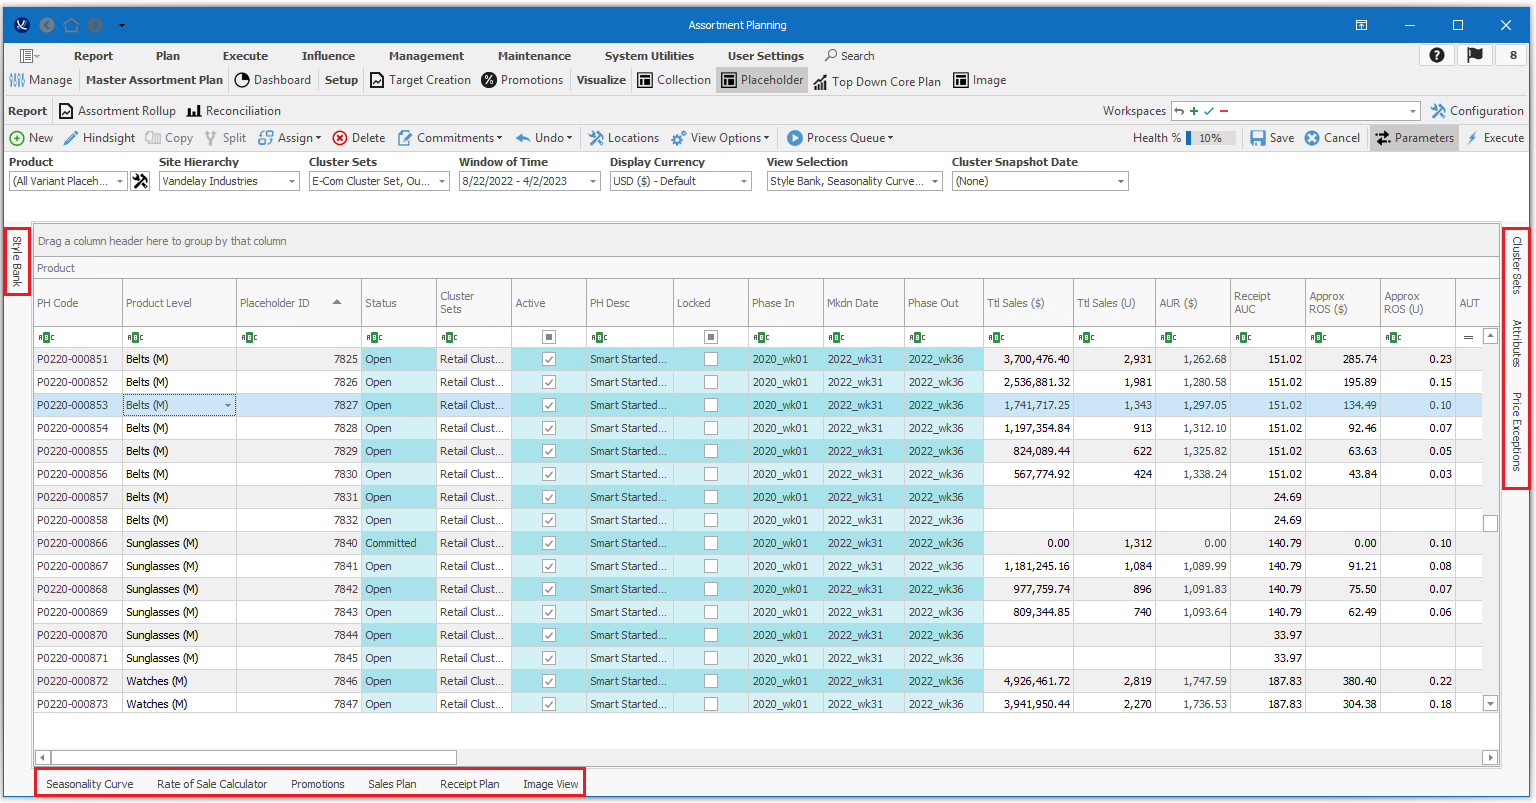 Assortment Planning
Report Plan Execute Influence Management Maintenance System Utilities User Settings Search ? 8
Manage Master Assortment Plan Dashboard Setup Target Creation % Promotions Visualize Collection Placeholder Top Down Core Plan Image
Report Assortment Rollup Reconciliation Workspaces Configuration
New Hindsight Copy Split Assign Delete Commitments Undo Locations View Options Process Queue Health % 10% Save Cancel Parameters Execute
Product Site Hierarchy Cluster Sets Window of Time Display Currency View Selection Cluster Snapshot Date
(All Variant Placeh... Vandelay Industries E-Com Cluster Set, Ou... 8/22/2022 - 4/2/2023 USD ($) - Default Style Bank, Seasonality Curve... (None)
Style Bank
Drag a column header here to group by that column
Product
PH Code Product Level Placeholder ID Status Cluster Sets Active PH Desc Locked Phase In Mkdn Date Phase Out Ttl Sales ($) Ttl Sales (U) AUR ($) Receipt AUC Approx ROS ($) Approx ROS (U) AUT
ABC ABC ABC ABC ABC ABC ABC ABC ABC ABC ABC ABC ABC ABC ABC =
P0220-000851 Belts (M) 7825 Open Retail Clust... Smart Started... 2020_wk01 2022_wk31 2022_wk36 3,700,476.40 2,931 1,262.68 151.02 285.74 0.23
P0220-000852 Belts (M) 7826 Open Retail Clust... Smart Started... 2020_wk01 2022_wk31 2022_wk36 2,536,881.32 1,981 1,280.58 151.02 195.89 0.15
P0220-000853 Belts (M) 7827 Open Retail Clust... Smart Started... 2020_wk01 2022_wk31 2022_wk36 1,741,717.25 1,343 1,297.05 151.02 134.49 0.10
P0220-000854 Belts (M) 7828 Open Retail Clust... Smart Started... 2020_wk01 2022_wk31 2022_wk36 1,197,354.84 913 1,312.10 151.02 92.46 0.07
P0220-000855 Belts (M) 7829 Open Retail Clust... Smart Started... 2020_wk01 2022_wk31 2022_wk36 824,089.44 622 1,325.82 151.02 63.63 0.05
P0220-000856 Belts (M) 7830 Open Retail Clust... Smart Started... 2020_wk01 2022_wk31 2022_wk36 567,774.92 424 1,338.24 151.02 43.84 0.03
P0220-000857 Belts (M) 7831 Open Retail Clust... Smart Started... 2020_wk01 2022_wk31 2022_wk36 24.69
P0220-000858 Belts (M) 7832 Open Retail Clust... Smart Started... 2020_wk01 2022_wk31 2022_wk36 24.69
P0220-000866 Sunglasses (M) 7840 Committed Retail Clust... Smart Started... 2020_wk01 2022_wk31 2022_wk36 0.00 1,312 0.00 140.79 0.00 0.10
P0220-000867 Sunglasses (M) 7841 Open Retail Clust... Smart Started... 2020_wk01 2022_wk31 2022_wk36 1,181,245.16 1,084 1,089.99 140.79 91.21 0.08
P0220-000868 Sunglasses (M) 7842 Open Retail Clust... Smart Started... 2020_wk01 2022_wk31 2022_wk36 977,759.74 896 1,091.83 140.79 75.50 0.07
P0220-000869 Sunglasses (M) 7843 Open Retail Clust... Smart Started... 2020_wk01 2022_wk31 2022_wk36 809,344.85 740 1,093.64 140.79 62.49 0.06
P0220-000870 Sunglasses (M) 7844 Open Retail Clust... Smart Started... 2020_wk01 2022_wk31 2022_wk36 33.97
P0220-000871 Sunglasses (M) 7845 Open Retail Clust... Smart Started... 2020_wk01 2022_wk31 2022_wk36 33.97
P0220-000872 Watches (M) 7846 Open Retail Clust... Smart Started... 2020_wk01 2022_wk31 2022_wk36 4,926,461.72 2,819 1,747.59 187.83 380.40 0.22
P0220-000873 Watches (M) 7847 Open Retail Clust... Smart Started... 2020_wk01 2022_wk31 2022_wk36 3,941,950.44 2,270 1,736.53 187.83 304.38 0.18
Cluster Sets
Attributes
Price Exceptions
Seasonality Curve Rate of Sale Calculator Promotions Sales Plan Receipt Plan Image View